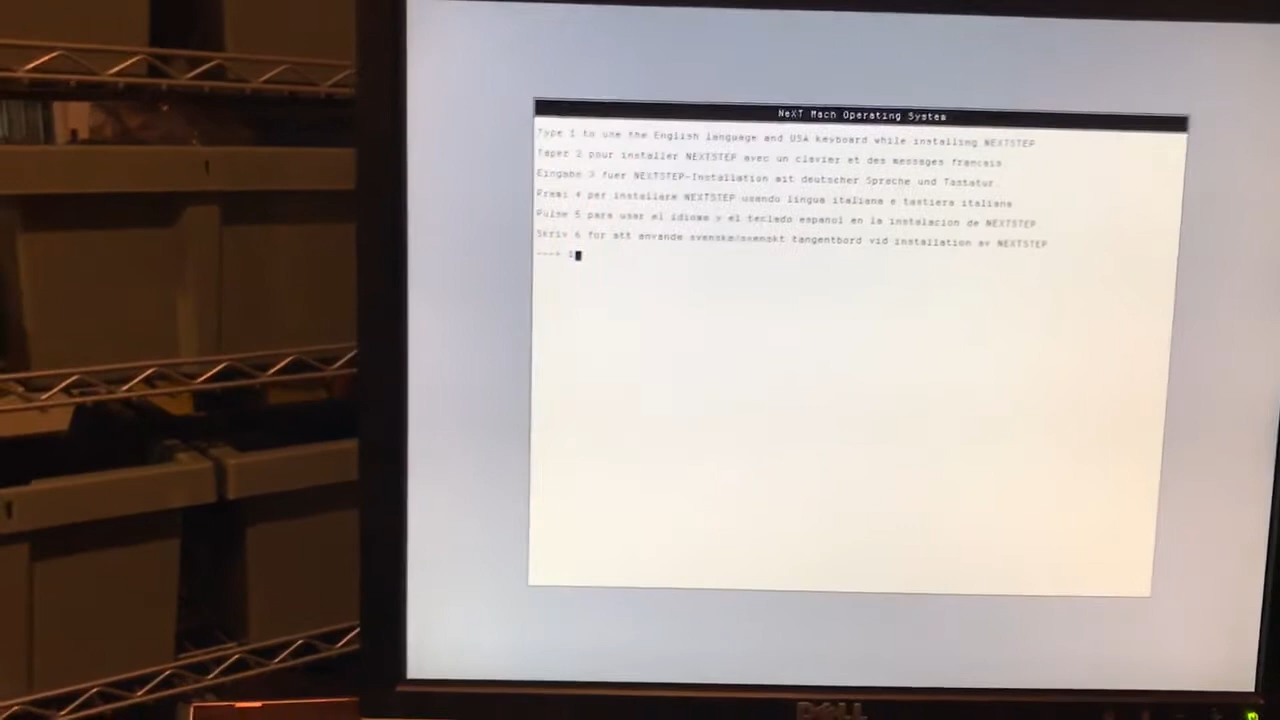 NeXT Mach Operating System
Type 1 to use the English language and USA keyboard while installing NEXTSTEP
Taper 2 pour installer NEXTSTEP avec un clavier et des messages francais
Eingabe 3 fuer NEXTSTEP-Installation mit deutscher Sprache und Tastatur
Premi 4 per installare NEXTSTEP usando lingua italiana e tastiera italiana
Pulse 5 para usar el idioma y el teclado espanol en la instalacion de NEXTSTEP
Skriv 6 for att anvande svenska/svenskt tangentbord vid installation av NEXTSTEP
---->
DELL